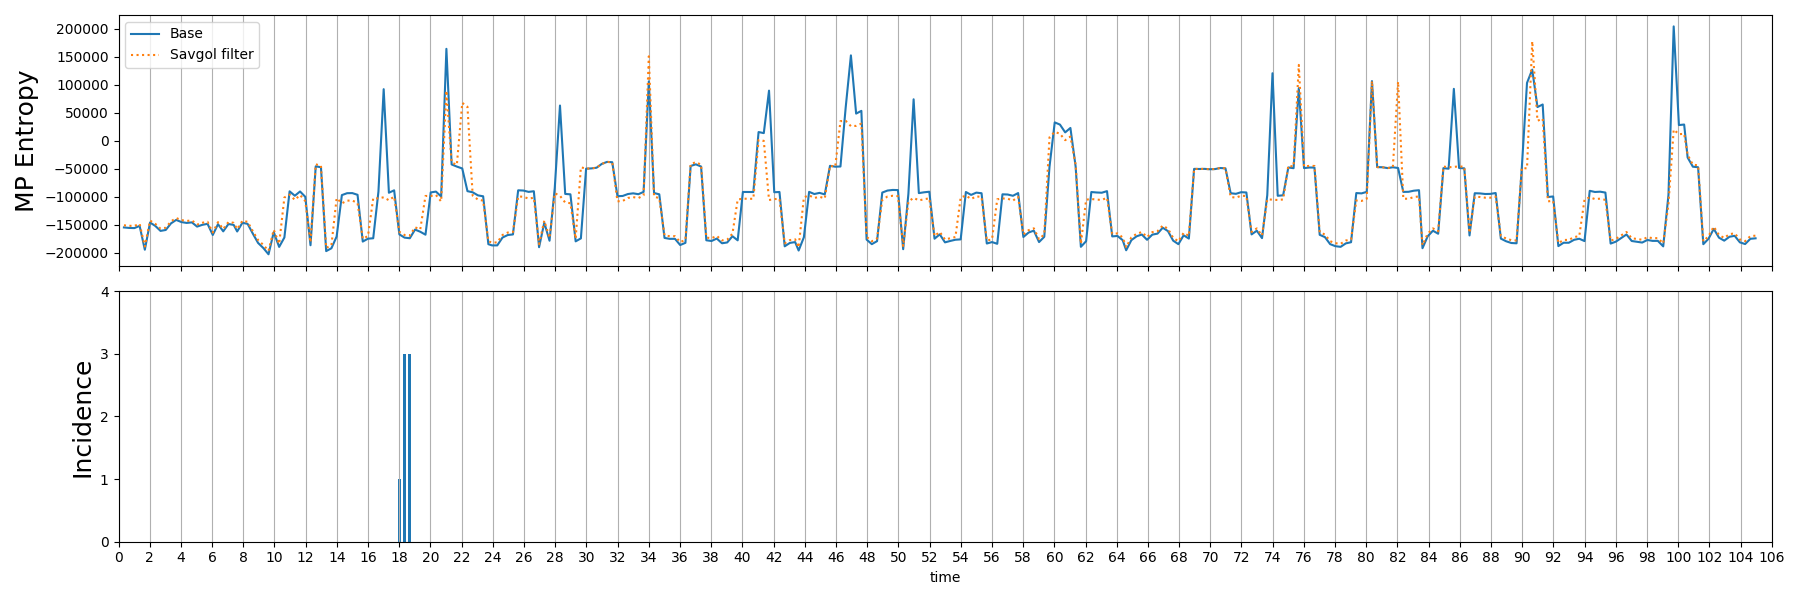 MP Entropy
200000
150000
100000
50000
0
−50000
−100000
−150000
−200000
Base
Savgol filter
Incidence
4
3
2
1
0
0 2 4 6 8 10 12 14 16 18 20 22 24 26 28 30 32 34 36 38 40 42 44 46 48 50 52 54 56 58 60 62 64 66 68 70 72 74 76 78 80 82 84 86 88 90 92 94 96 98 100 102 104 106
time